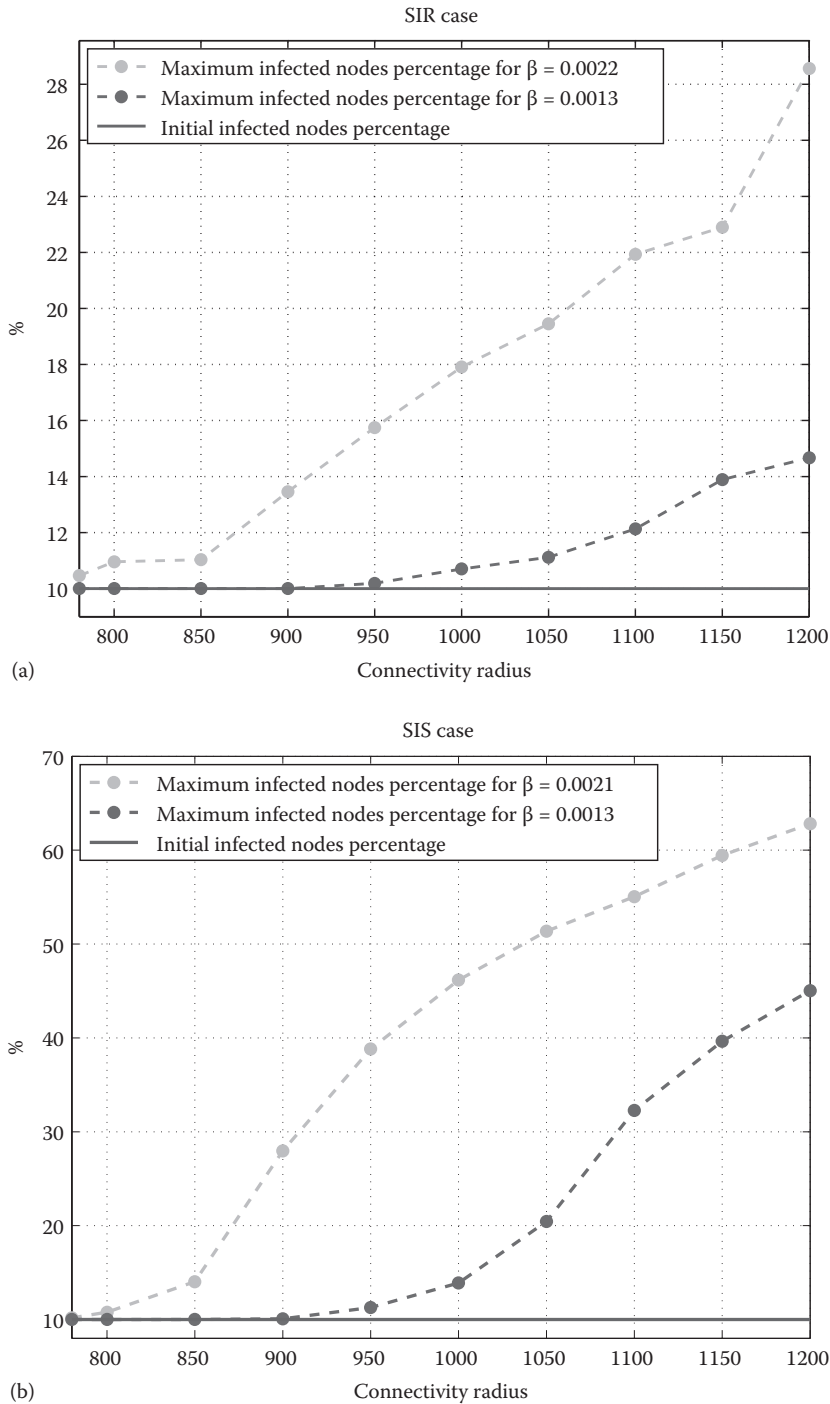 SIR case
Maximum infected nodes percentage for β = 0.0022
Maximum infected nodes percentage for β = 0.0013
Initial infected nodes percentage
28
26
24
22
20
18
16
14
12
10
%
800 850 900 950 1000 1050 1100 1150 1200
Connectivity radius
(a)
SIS case
Maximum infected nodes percentage for β = 0.0021
Maximum infected nodes percentage for β = 0.0013
Initial infected nodes percentage
70
60
50
40
30
20
10
%
800 850 900 950 1000 1050 1100 1150 1200
Connectivity radius
(b)